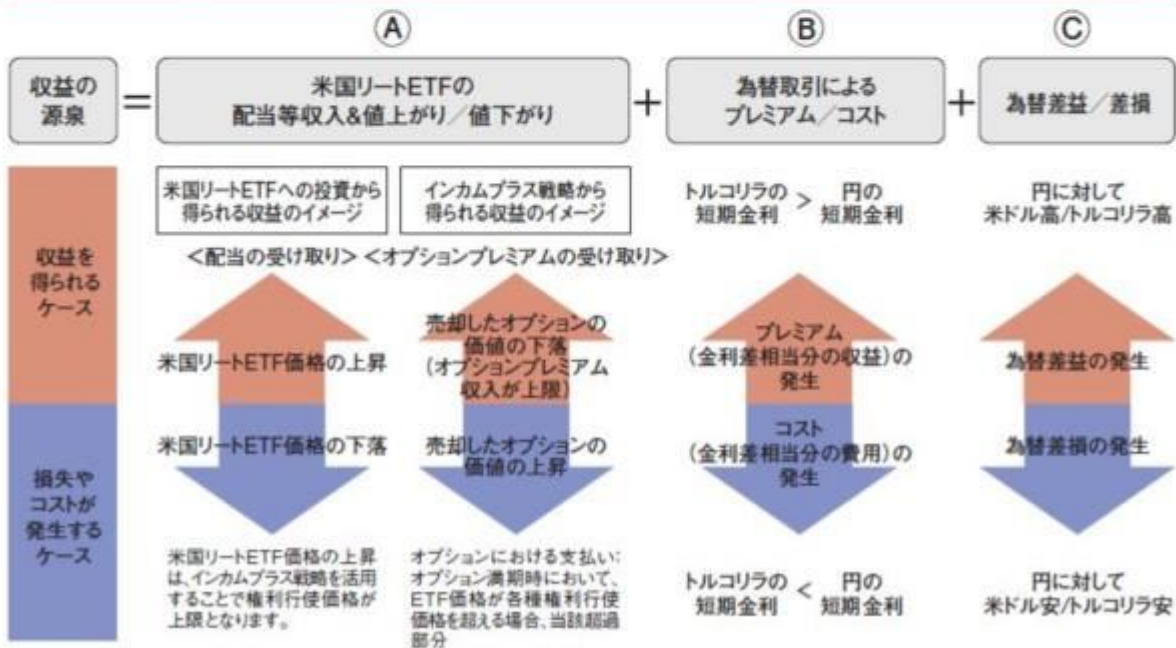 Ⓐ
Ⓑ
Ⓒ
収益の
源泉
=
米国リートETFの
配当等収入&値上がり/値下がり
+
為替取引による
プレミアム/コスト
+
為替差益/差損
収益を
得られる
ケース
米国リートETFへの投資から
得られる収益のイメージ
インカムプラス戦略から
得られる収益のイメージ
<配当の受け取り>
<オプションプレミアムの受け取り>
米国リートETF価格の上昇
売却したオプションの
価値の下落
(オプションプレミアム
収入が上限)
トルコリラの
短期金利
>
円の
短期金利
プレミアム
(金利差相当分の収益)の
発生
円に対して
米ドル高/トルコリラ高
為替差益の発生
損失や
コストが
発生する
ケース
米国リートETF価格の下落
売却したオプションの
価値の上昇
コスト
(金利差相当分の費用)の
発生
為替差損の発生
米国リートETF価格の上昇
は、インカムプラス戦略を活用
することで権利行使価格が
上限となります。
オプションにおける支払い:
オプション満期時において、
ETF価格が各種権利行使
価格を超える場合、当該超過
部分
トルコリラの
短期金利
<
円の
短期金利
円に対して
米ドル安/トルコリラ安